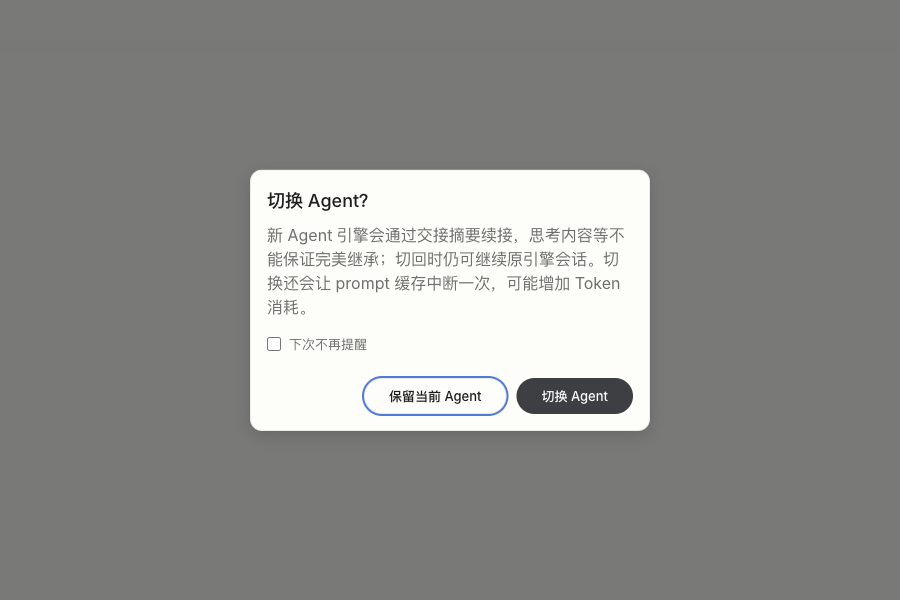 切换 Agent?
新 Agent 引擎会通过交接摘要续接，思考内容等不
能保证完美继承；切回时仍可继续原引擎会话。切
换还会让 prompt 缓存中断一次，可能增加 Token
消耗。
下次不再提醒
保留当前 Agent
切换 Agent